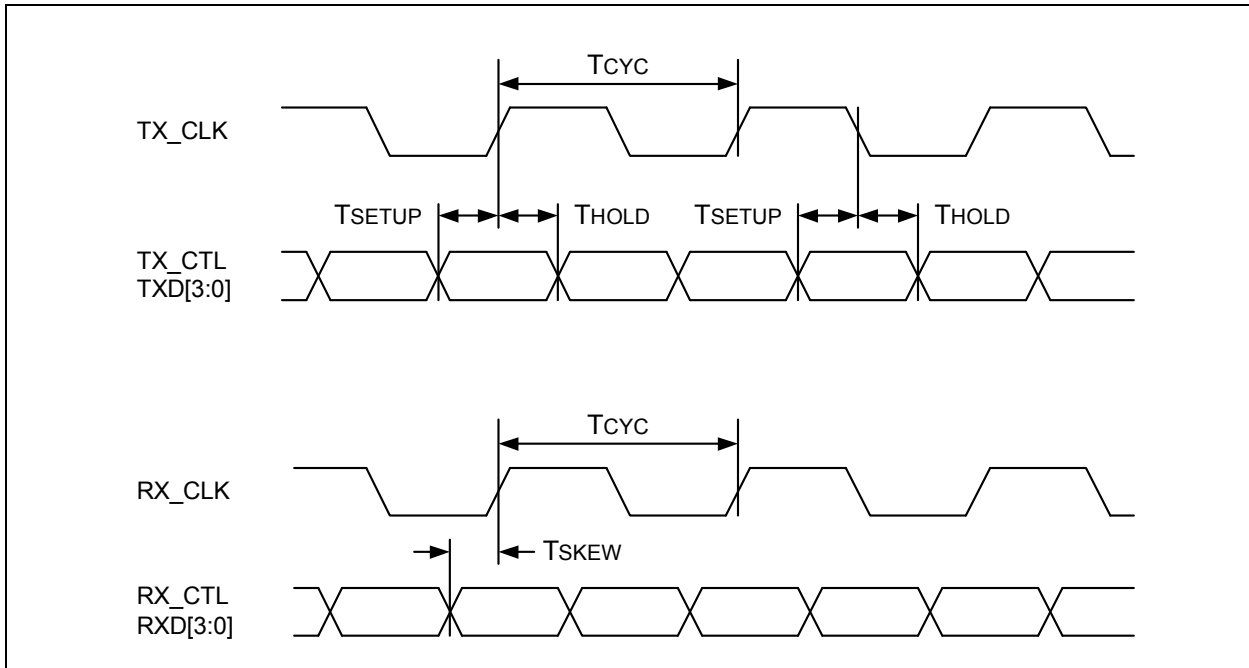 TCYC
TX_CLK
TSETUP THOLD TSETUP THOLD
TX_CTL
TXD[3:0]
TCYC
RX_CLK
TSKEW
RX_CTL
RXD[3:0]